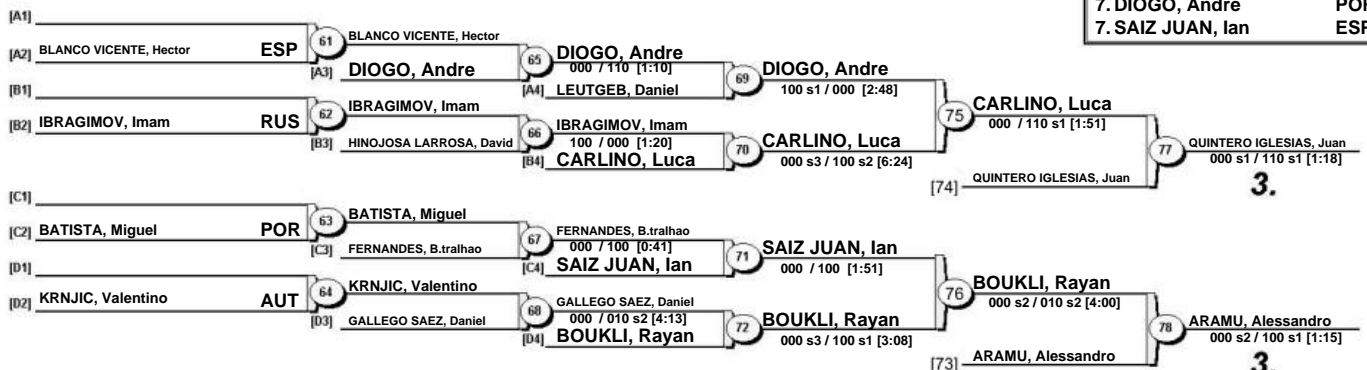 7. DIOGO, Andre POR
7. SAIZ JUAN, Ian ESP
[A1]
[A2] BLANCO VICENTE, Hector ESP
61 BLANCO VICENTE, Hector
[A3] DIOGO, Andre
65 DIOGO, Andre
000 / 110 [1:10]
[A4] LEUTGEB, Daniel
69 DIOGO, Andre
100 s1 / 000 [2:48]
[B1]
[B2] IBRAGIMOV, Imam RUS
62 IBRAGIMOV, Imam
[B3] HINOJOSA LARROSA, David
66 IBRAGIMOV, Imam
100 / 000 [1:20]
[B4] CARLINO, Luca
70 CARLINO, Luca
000 s3 / 100 s2 [6:24]
75 CARLINO, Luca
000 / 110 s1 [1:51]
[74] QUINTERO IGLESIAS, Juan
77 QUINTERO IGLESIAS, Juan
000 s1 / 110 s1 [1:18]
3.
[C1]
[C2] BATISTA, Miguel POR
63 BATISTA, Miguel
[C3] FERNANDES, B.tralhao
67 FERNANDES, B.tralhao
000 / 100 [0:41]
[C4] SAIZ JUAN, Ian
71 SAIZ JUAN, Ian
000 / 100 [1:51]
[D1]
[D2] KRNJIC, Valentino AUT
64 KRNJIC, Valentino
[D3] GALLEGO SAEZ, Daniel
68 GALLEGO SAEZ, Daniel
000 / 010 s2 [4:13]
[D4] BOUKLI, Rayan
72 BOUKLI, Rayan
000 s3 / 100 s1 [3:08]
76 BOUKLI, Rayan
000 s2 / 010 s2 [4:00]
[73] ARAMU, Alessandro
78 ARAMU, Alessandro
000 s2 / 100 s1 [1:15]
3.